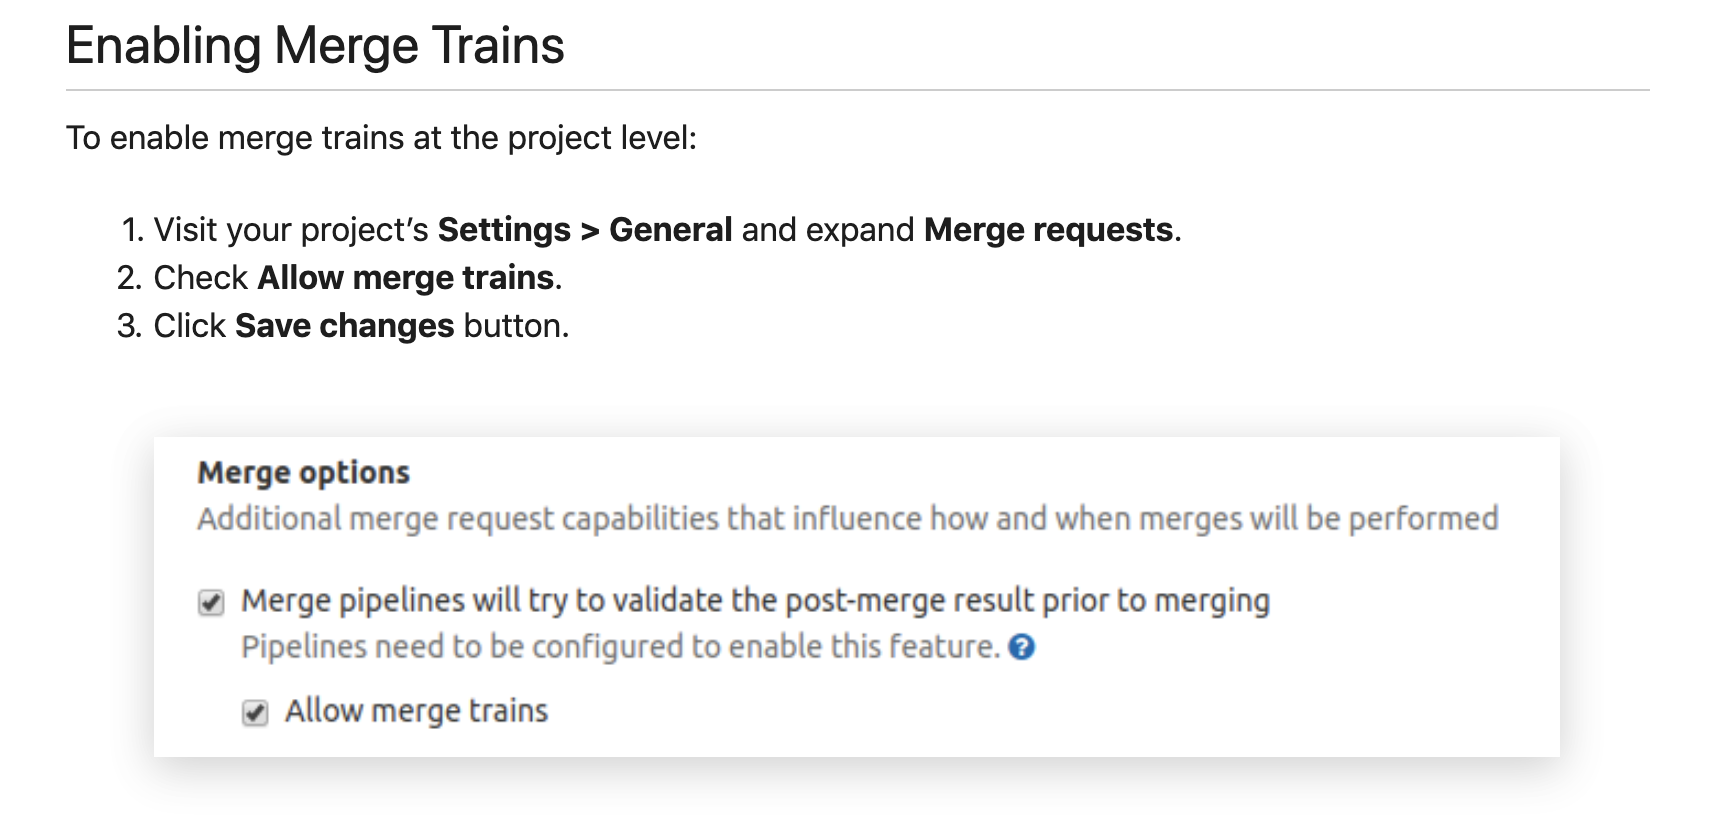 Enabling Merge Trains
To enable merge trains at the project level:
1. Visit your project’s Settings > General and expand Merge requests.
2. Check Allow merge trains.
3. Click Save changes button.
Merge options
Additional merge request capabilities that influence how and when merges will be performed
Merge pipelines will try to validate the post-merge result prior to merging
Pipelines need to be configured to enable this feature. ?
Allow merge trains